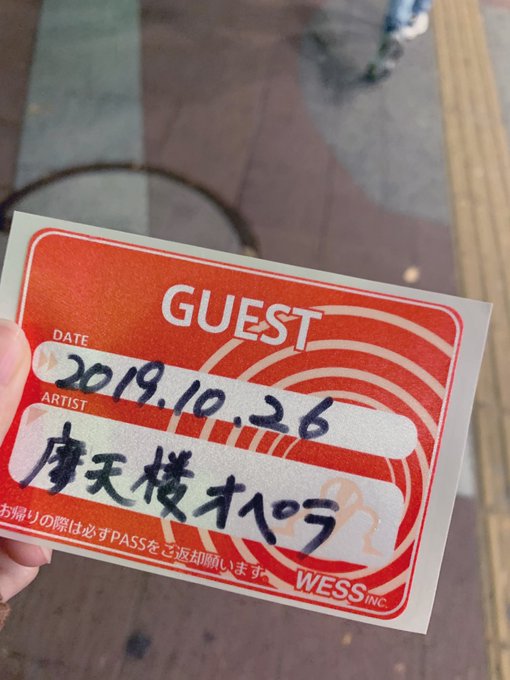 GUEST
DATE
2019.10.26
ARTIST
摩天楼オペラ
お帰りの際は必ずPASSをご返却願います
WESS INC.